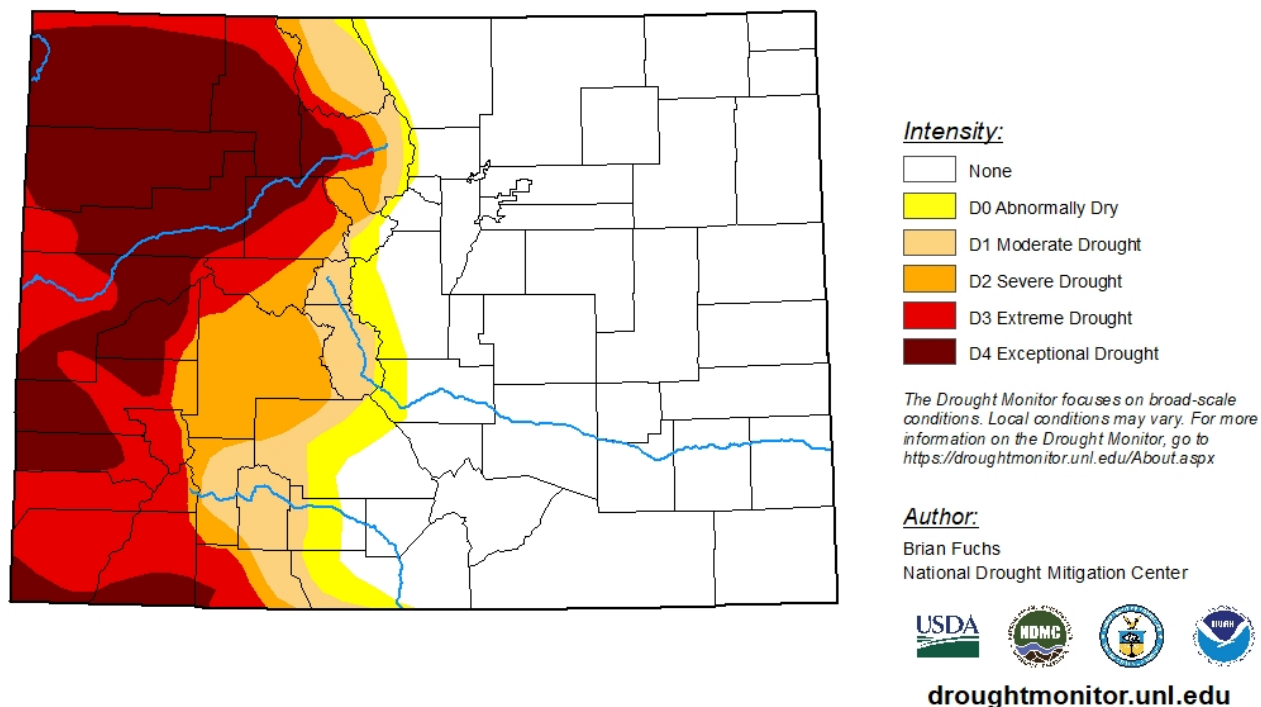 Intensity:
None
D0 Abnormally Dry
D1 Moderate Drought
D2 Severe Drought
D3 Extreme Drought
D4 Exceptional Drought
The Drought Monitor focuses on broad-scale
conditions. Local conditions may vary. For more
information on the Drought Monitor, go to
https://droughtmonitor.unl.edu/About.aspx
Author:
Brian Fuchs
National Drought Mitigation Center
USDA
NDMC
NOAA
droughtmonitor.unl.edu